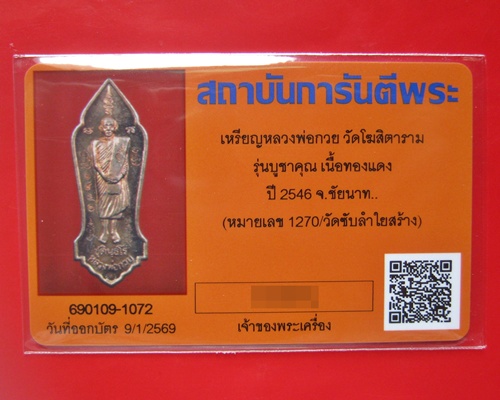 สถาบันการันตีพระ
เหรียญหลวงพ่อกวย วัดโฆสิตาราม
รุ่นบูชาคุณ เนื้อทองแดง
ปี 2546 จ.ชัยนาท..
(หมายเลข 1270/วัดซับลำใยสร้าง)
690109-1072
วันที่ออกบัตร 9/1/2569
เจ้าของพระเครื่อง